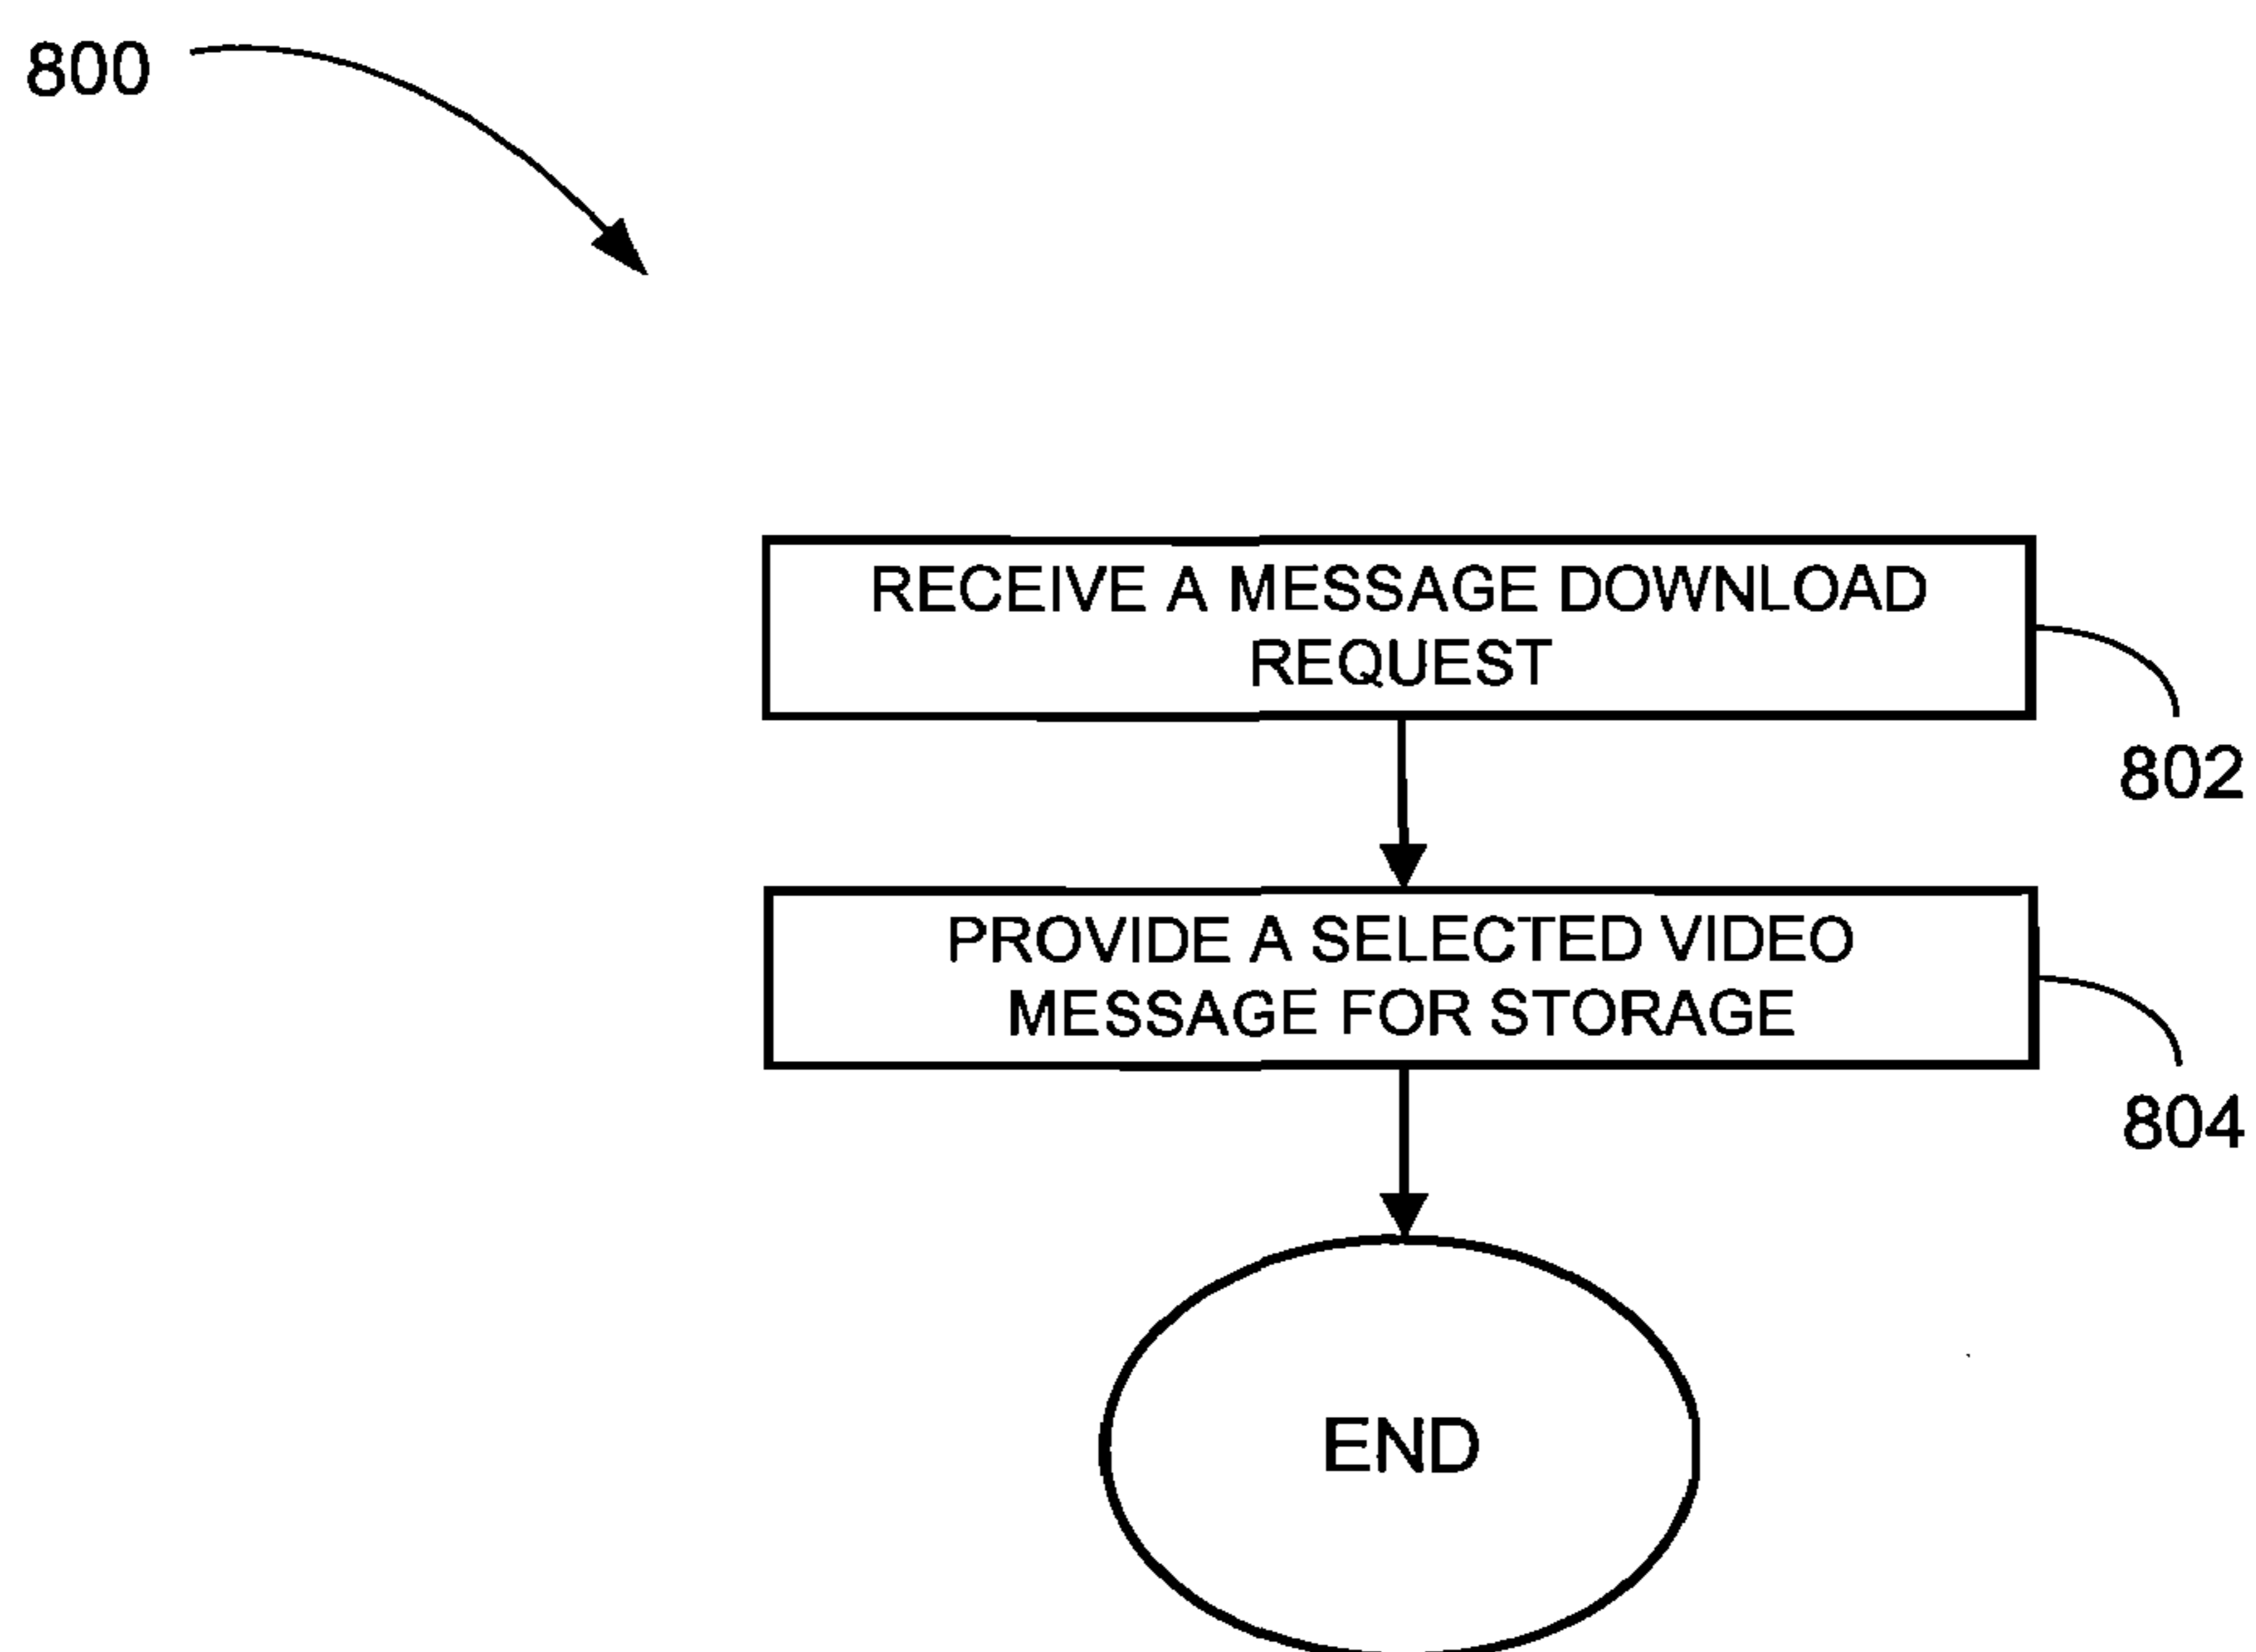 800
RECEIVE A MESSAGE DOWNLOAD
REQUEST
802
PROVIDE A SELECTED VIDEO
MESSAGE FOR STORAGE
804
END